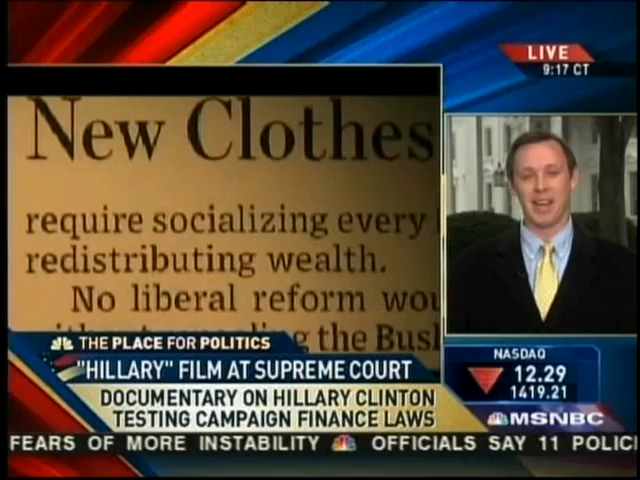 LIVE
9:17 CT
New Clothes
require socializing every
redistributing wealth.
No liberal reform wou
the Busl
THE PLACE FOR POLITICS
"HILLARY" FILM AT SUPREME COURT
DOCUMENTARY ON HILLARY CLINTON
TESTING CAMPAIGN FINANCE LAWS
NASDAQ
12.29
1419.21
MSNBC
FEARS OF MORE INSTABILITY OFFICIALS SAY 11 POLIC